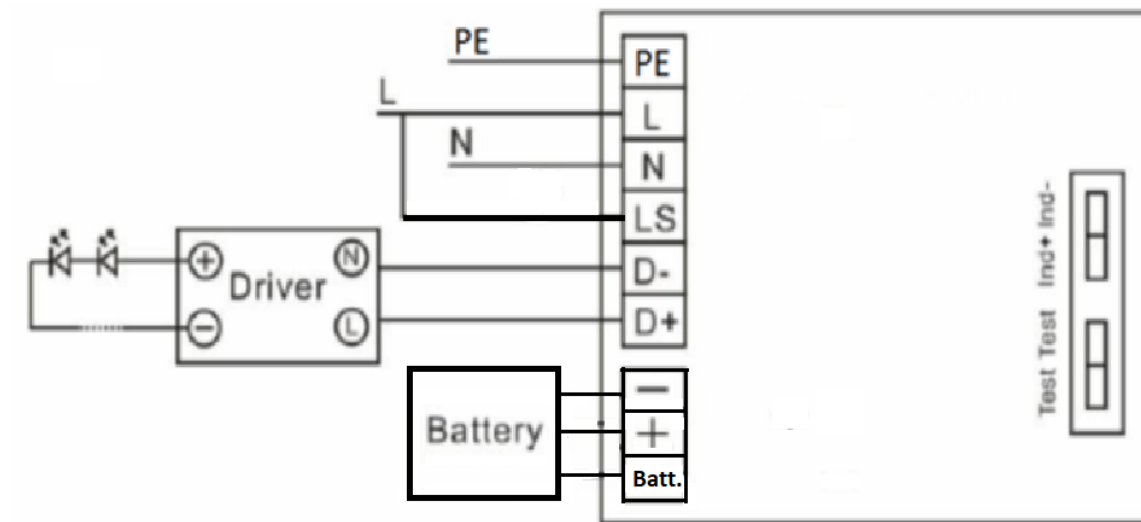 PE
PE
L
L
N
N
LS
D-
D+
+
N
Driver
−
L
−
+
Batt.
Battery
Ind+ Ind-
Test Test